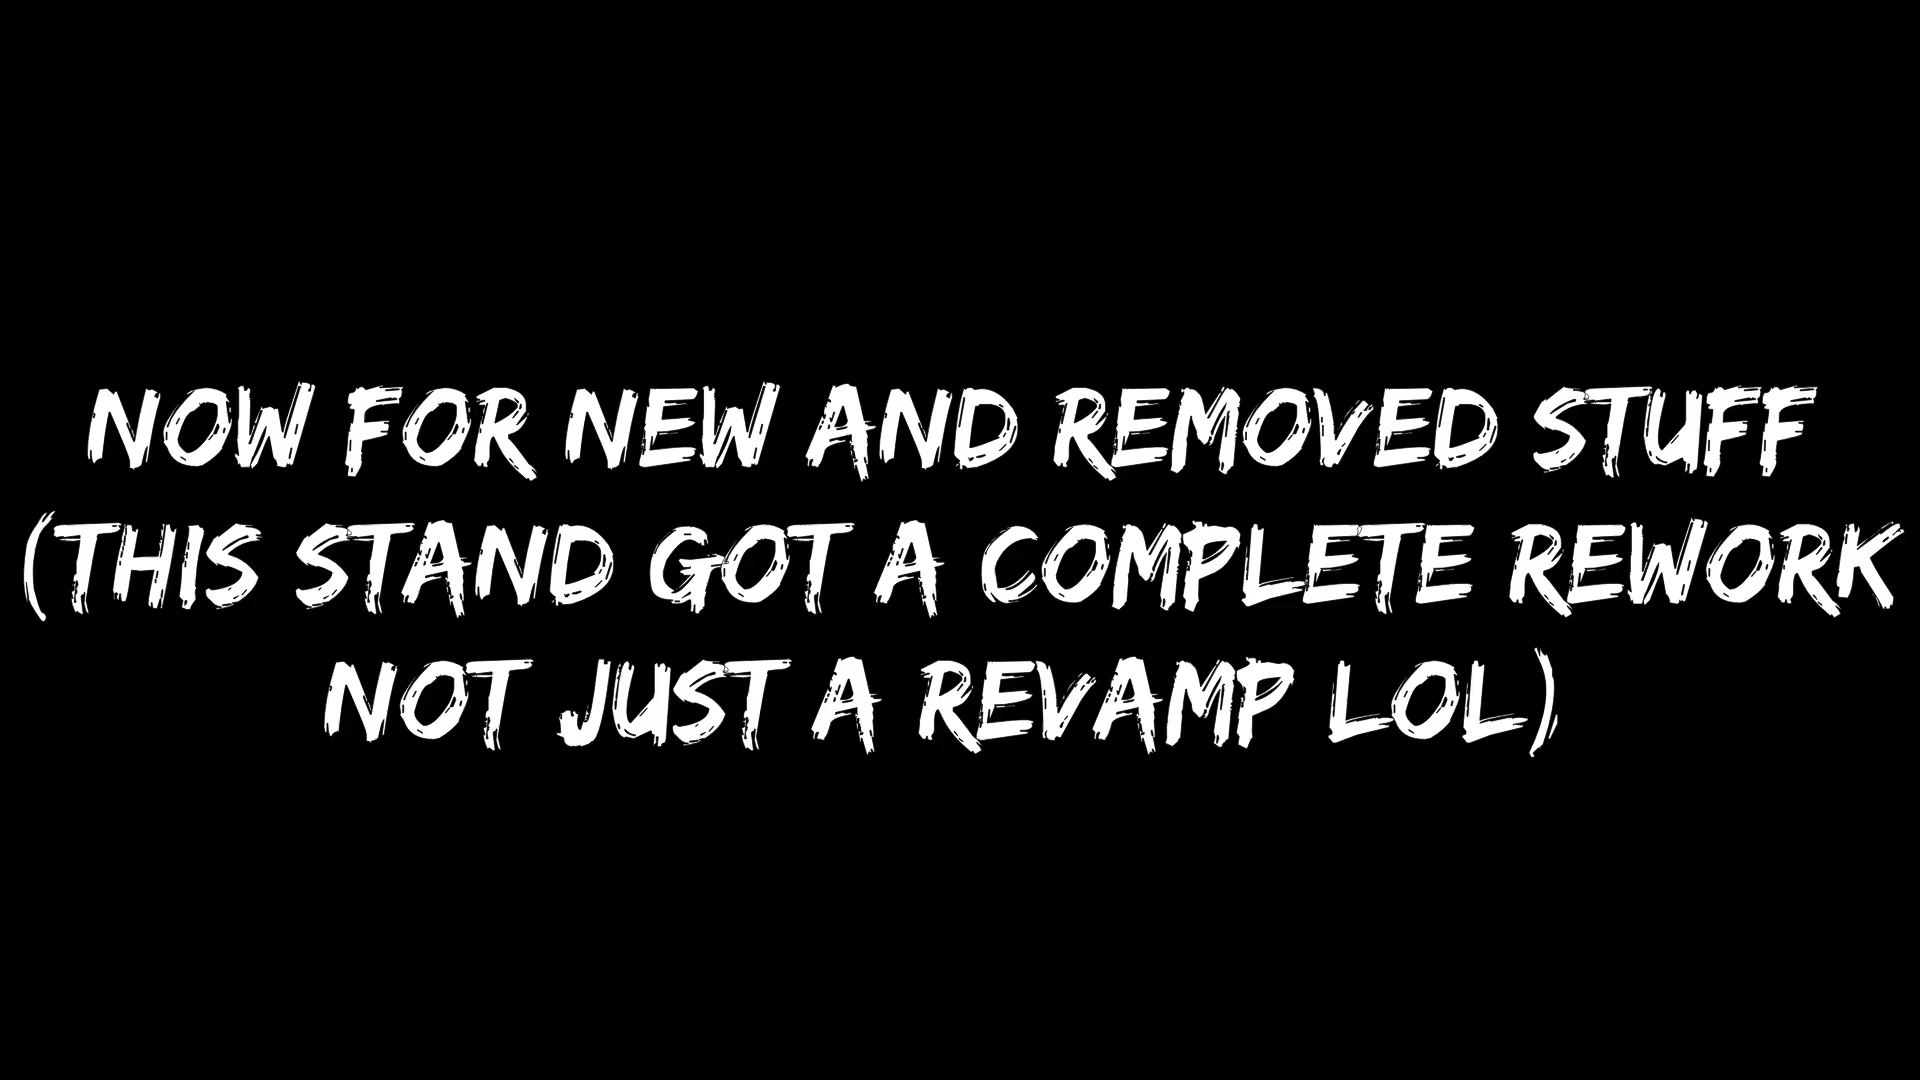 NOW FOR NEW AND REMOVED STUFF
(THIS STAND GOT A COMPLETE REWORK
NOT JUST A REVAMP LOL)